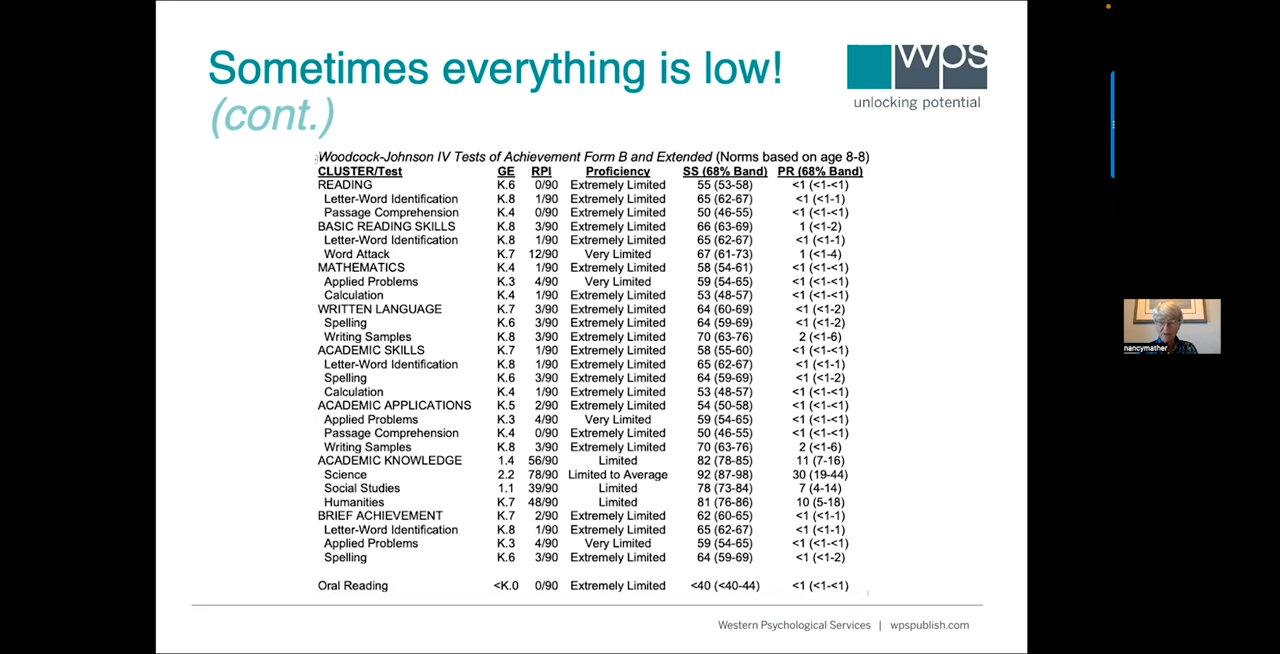 Sometimes everything is low!
(cont.)
wps
unlocking potential
Woodcock-Johnson IV Tests of Achievement Form B and Extended (Norms based on age 8-8)
CLUSTER/Test GE RPI Proficiency SS (68% Band) PR (68% Band)
READING K.6 0/90 Extremely Limited 55 (53-58) <1 (<1-<1)
Letter-Word Identification K.8 1/90 Extremely Limited 65 (62-67) <1 (<1-1)
Passage Comprehension K.4 0/90 Extremely Limited 50 (46-55) <1 (<1-<1)
BASIC READING SKILLS K.8 3/90 Extremely Limited 66 (63-69) 1 (<1-2)
Letter-Word Identification K.8 1/90 Extremely Limited 65 (62-67) <1 (<1-1)
Word Attack K.7 12/90 Very Limited 67 (61-73) 1 (<1-4)
MATHEMATICS K.4 1/90 Extremely Limited 58 (54-61) <1 (<1-<1)
Applied Problems K.3 4/90 Very Limited 59 (54-65) <1 (<1-<1)
Calculation K.4 1/90 Extremely Limited 53 (48-57) <1 (<1-<1)
WRITTEN LANGUAGE K.7 3/90 Extremely Limited 64 (60-69) <1 (<1-2)
Spelling K.6 3/90 Extremely Limited 64 (59-69) <1 (<1-2)
Writing Samples K.8 3/90 Extremely Limited 70 (63-76) 2 (<1-6)
ACADEMIC SKILLS K.7 1/90 Extremely Limited 58 (55-60) <1 (<1-<1)
Letter-Word Identification K.8 1/90 Extremely Limited 65 (62-67) <1 (<1-1)
Spelling K.6 3/90 Extremely Limited 64 (59-69) <1 (<1-2)
Calculation K.4 1/90 Extremely Limited 53 (48-57) <1 (<1-<1)
ACADEMIC APPLICATIONS K.5 2/90 Extremely Limited 54 (50-58) <1 (<1-<1)
Applied Problems K.3 4/90 Very Limited 59 (54-65) <1 (<1-<1)
Passage Comprehension K.4 0/90 Extremely Limited 50 (46-55) <1 (<1-<1)
Writing Samples K.8 3/90 Extremely Limited 70 (63-76) 2 (<1-6)
ACADEMIC KNOWLEDGE 1.4 56/90 Limited 82 (78-85) 11 (7-16)
Science 2.2 78/90 Limited to Average 92 (87-98) 30 (19-44)
Social Studies 1.1 39/90 Limited 78 (73-84) 7 (4-14)
Humanities K.7 48/90 Limited 81 (76-86) 10 (5-18)
BRIEF ACHIEVEMENT K.7 2/90 Extremely Limited 62 (60-65) <1 (<1-1)
Letter-Word Identification K.8 1/90 Extremely Limited 65 (62-67) <1 (<1-1)
Applied Problems K.3 4/90 Very Limited 59 (54-65) <1 (<1-<1)
Spelling K.6 3/90 Extremely Limited 64 (59-69) <1 (<1-2)
Oral Reading <K.0 0/90 Extremely Limited <40 (<40-44) <1 (<1-<1)
Western Psychological Services | wpspublish.com
nancymather